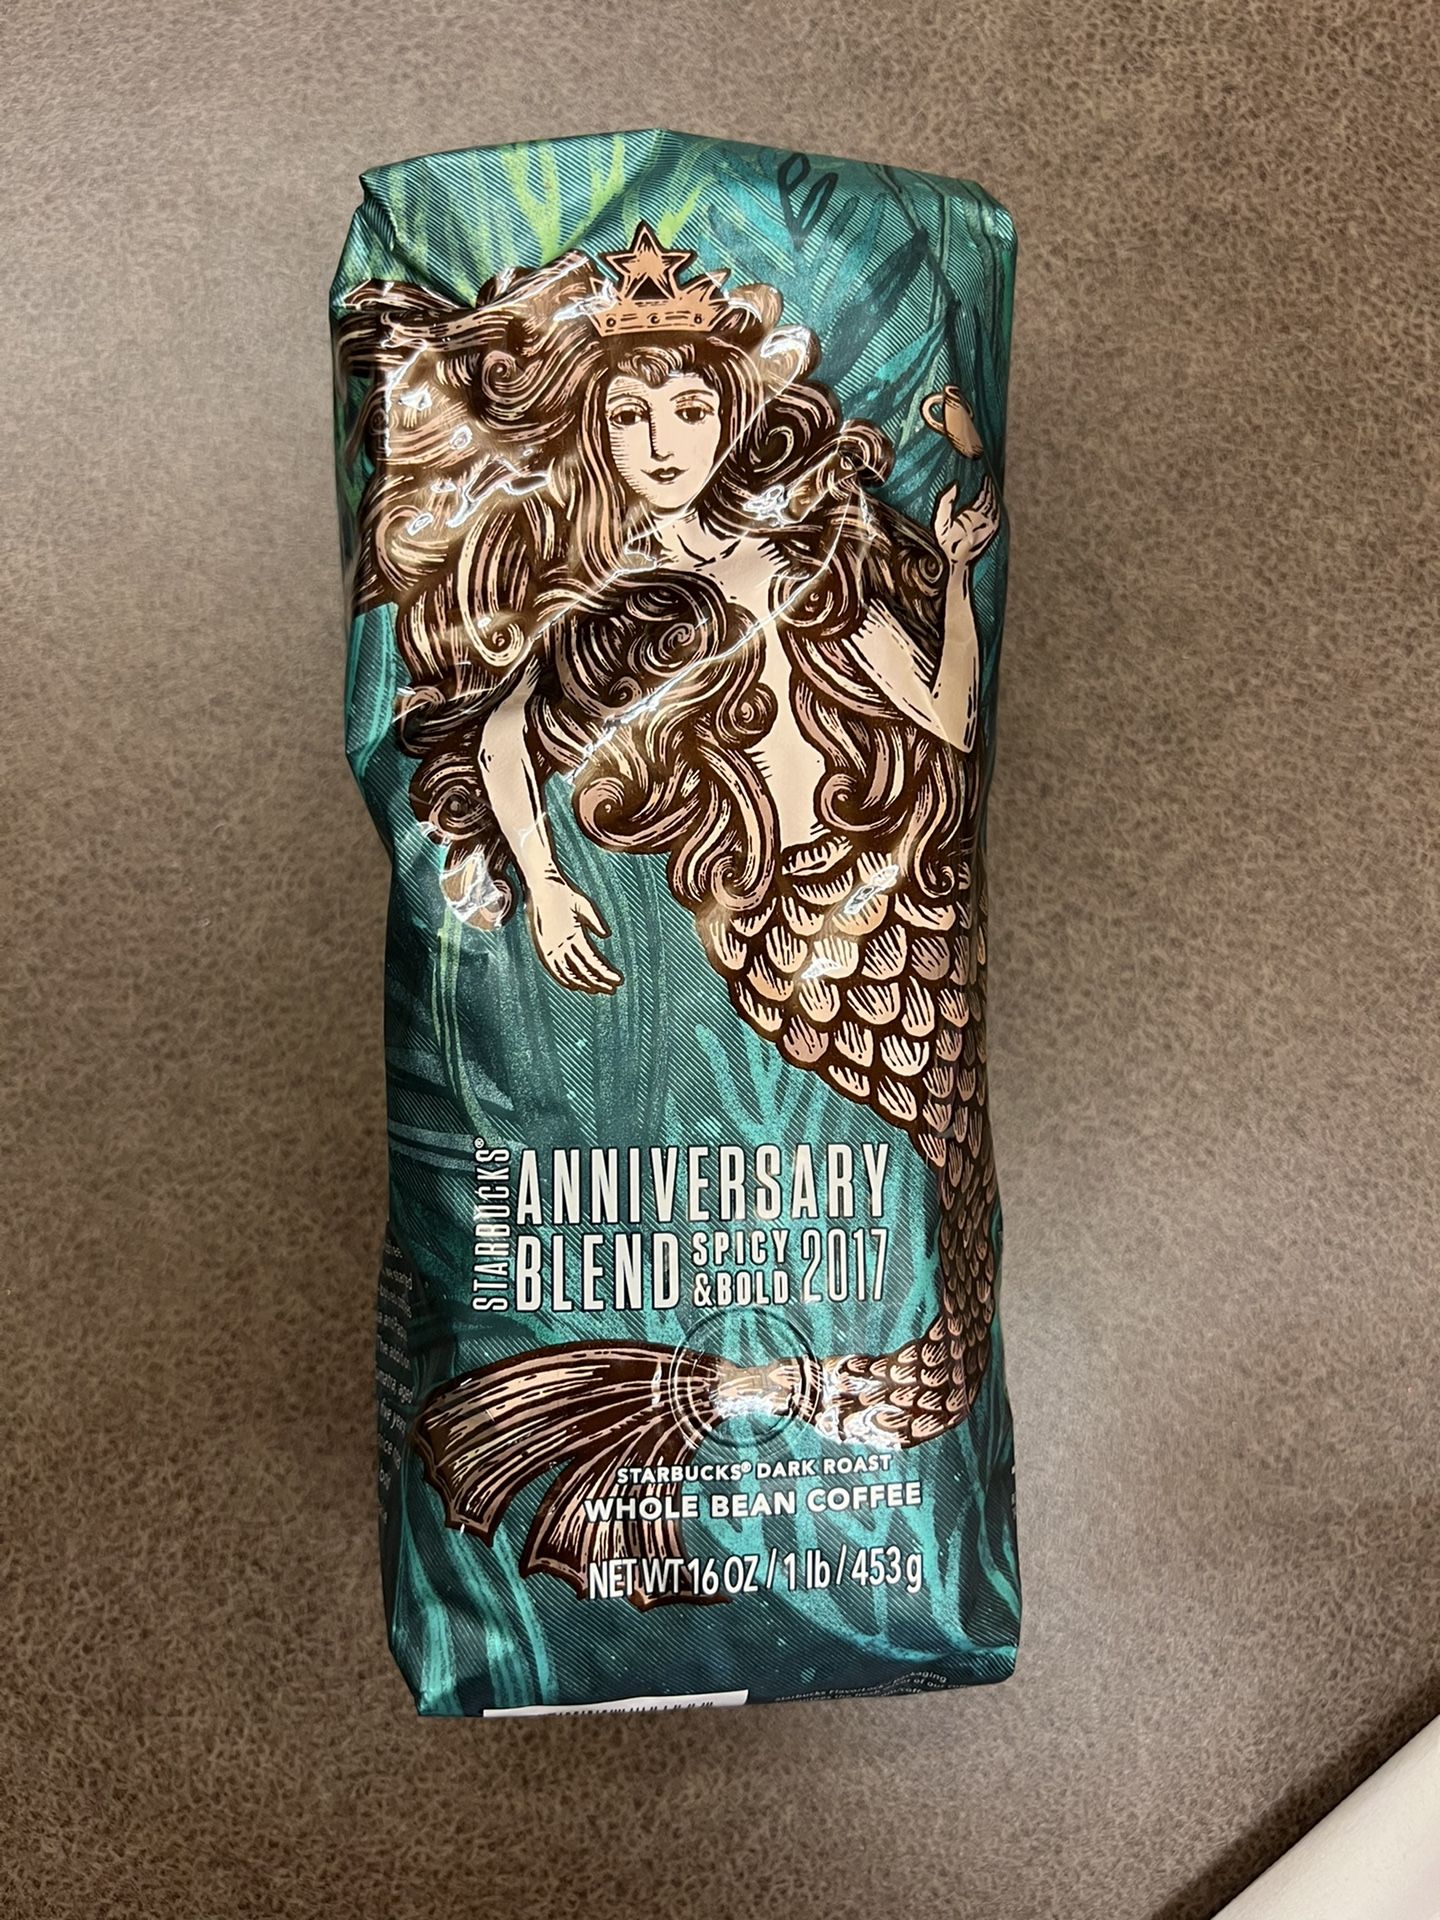 STARBUCKS®
ANNIVERSARY
BLEND SPICY &BOLD 2017
STARBUCKS® DARK ROAST
WHOLE BEAN COFFEE
NET WT 16 OZ / 1 lb / 453 g